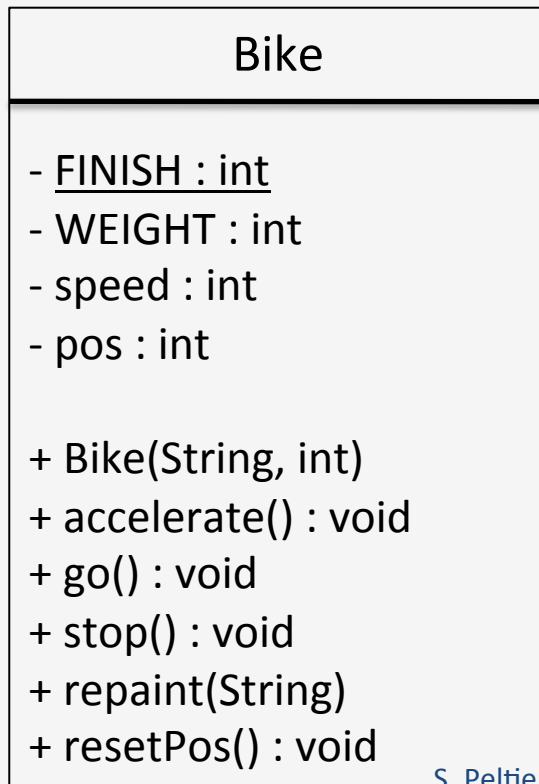 Bike
- FINISH : int
- WEIGHT : int
- speed : int
- pos : int
+ Bike(String, int)
+ accelerate() : void
+ go() : void
+ stop() : void
+ repaint(String)
+ resetPos() : void
S. Peltie